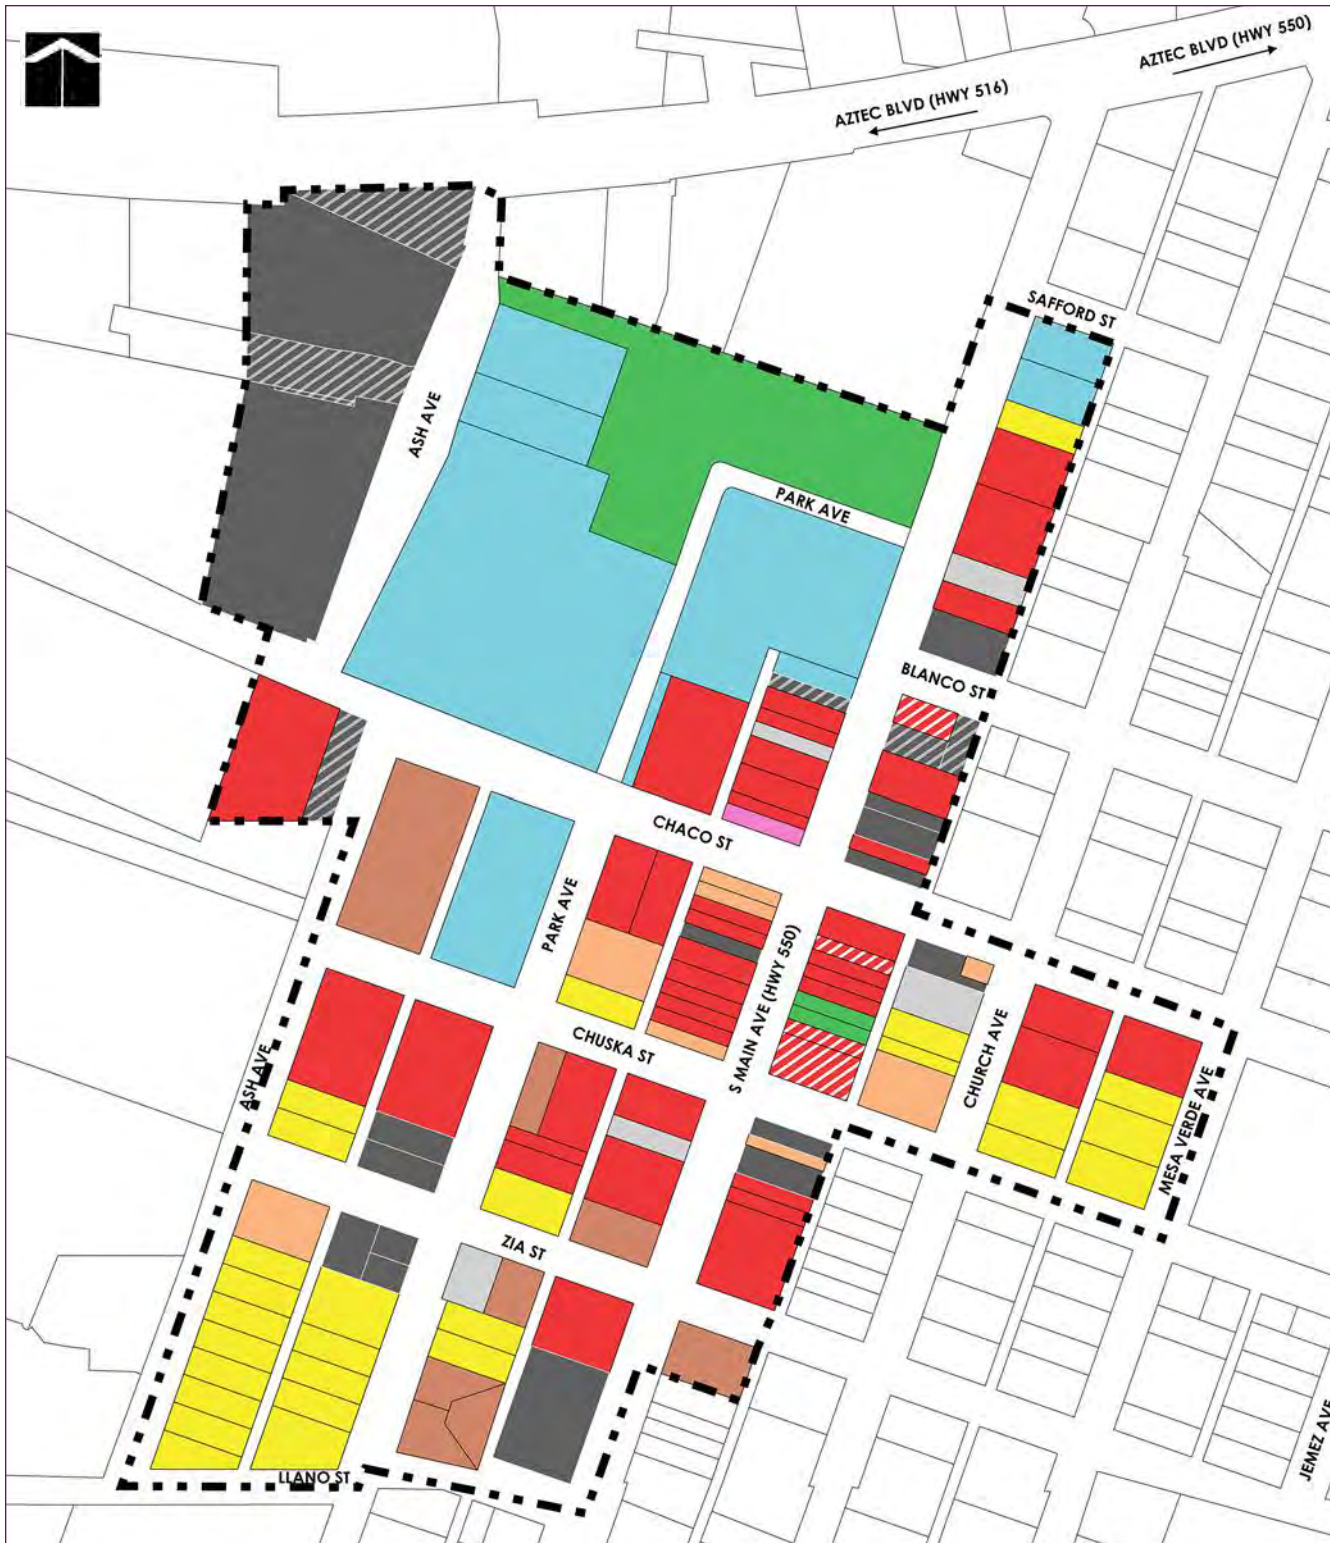 AZTEC BLVD (HWY 550)
AZTEC BLVD (HWY 516)
SAFFORD ST
ASH AVE
PARK AVE
BLANCO ST
CHACO ST
PARK AVE
S MAIN AVE (HWY 550)
CHUSKA ST
CHURCH AVE
ASH AVE
MESA VERDE AVE
ZIA ST
LLANO ST
JEMEZ AVE